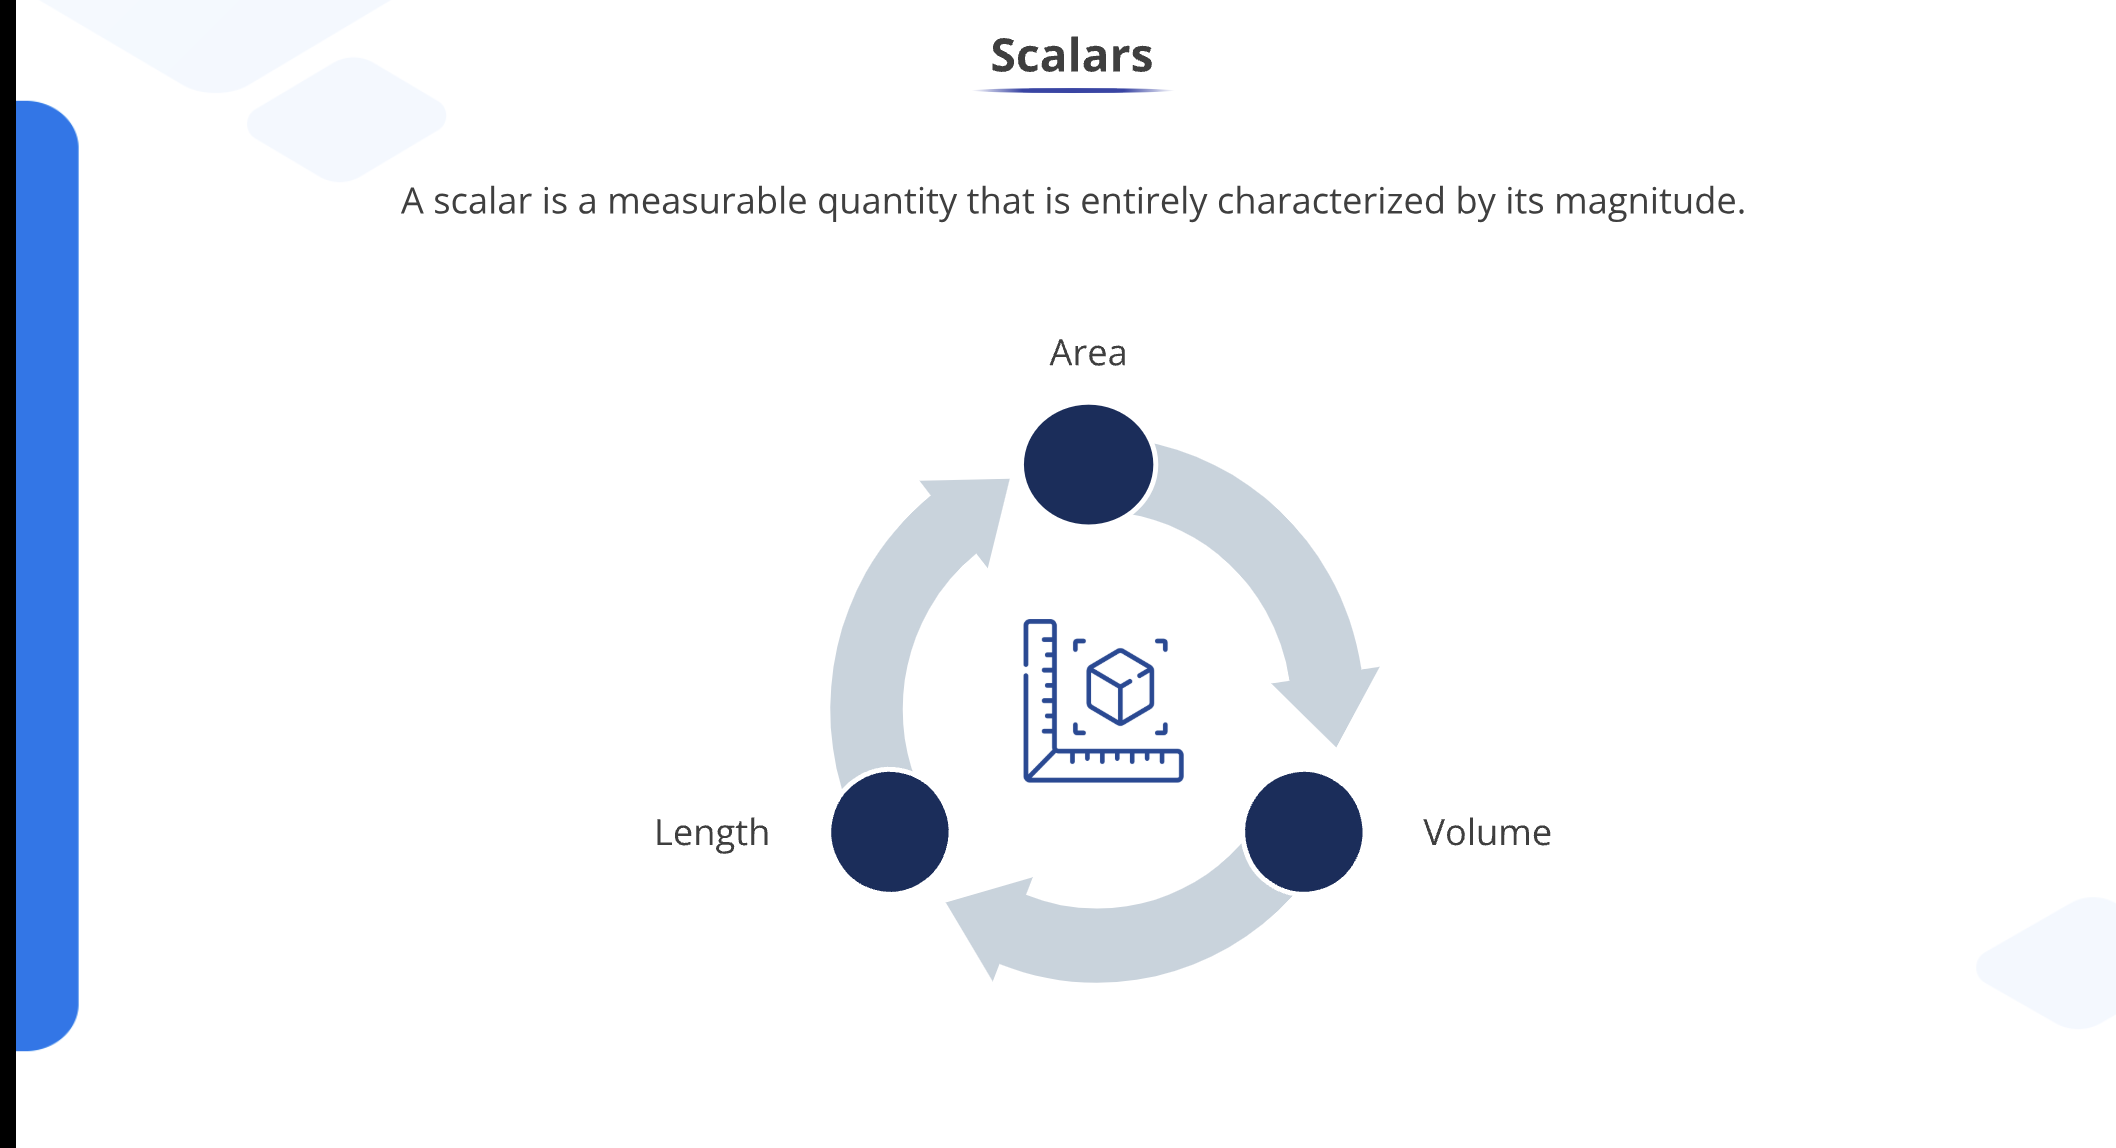 Scalars
A scalar is a measurable quantity that is entirely characterized by its magnitude.
Area
Length
Volume